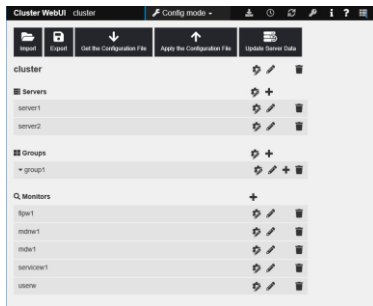 Cluster WebUI cluster Config mode
Import Export Get the Configuration File Apply the Configuration File Update Server Data
cluster
Servers
server1
server2
Groups
group1
Monitors
fipw1
mdnw1
mdw1
servicew1
userw